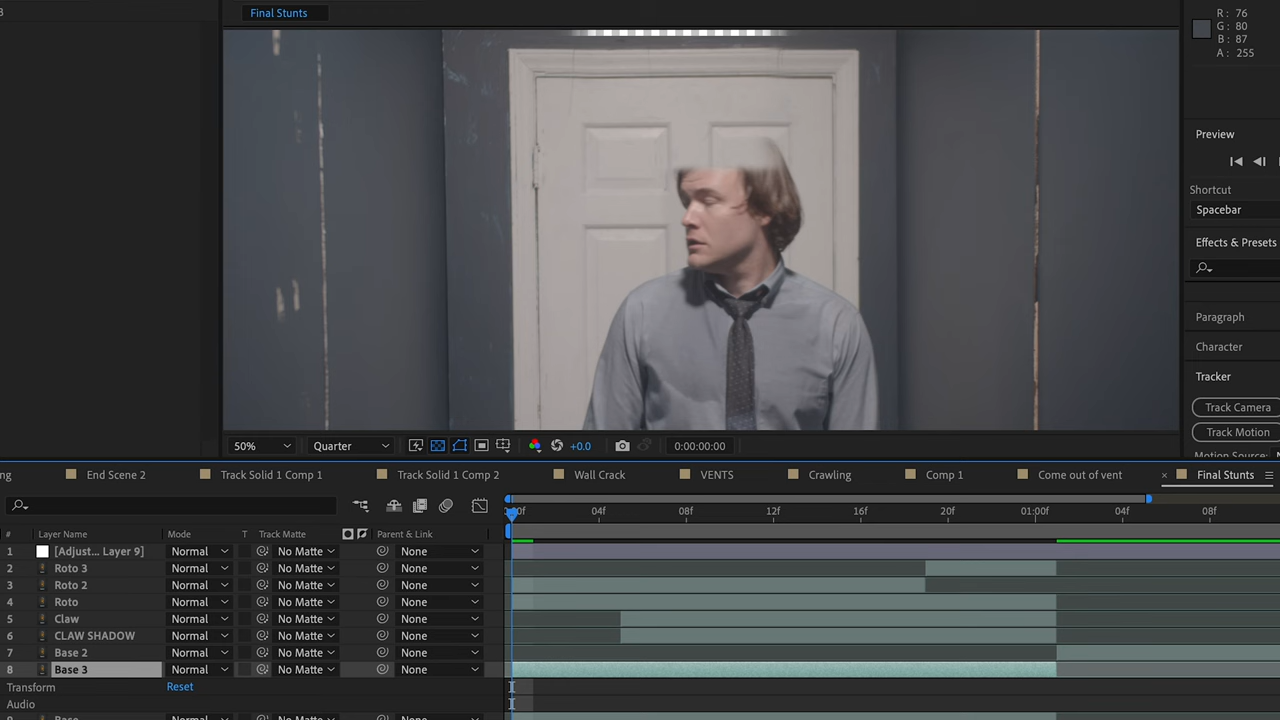 3
Final Stunts
R: 76
G: 80
B: 87
A: 255
Preview
Shortcut
Spacebar
Effects & Presets
Paragraph
Character
Tracker
Track Camera
Track Motion
50% Quarter +0.0 0:00:00:00
ng End Scene 2 Track Solid 1 Comp 1 Track Solid 1 Comp 2 Wall Crack VENTS Crawling Comp 1 Come out of vent × Final Stunts
04f 08f 12f 16f 20f 01:00f 04f 08f
# Layer Name Mode T Track Matte Parent & Link
1 [Adjust... Layer 9] Normal No Matte None
2 Roto 3 Normal No Matte None
3 Roto 2 Normal No Matte None
4 Roto Normal No Matte None
5 Claw Normal No Matte None
6 CLAW SHADOW Normal No Matte None
7 Base 2 Normal No Matte None
8 Base 3 Normal No Matte None
Transform Reset
Audio